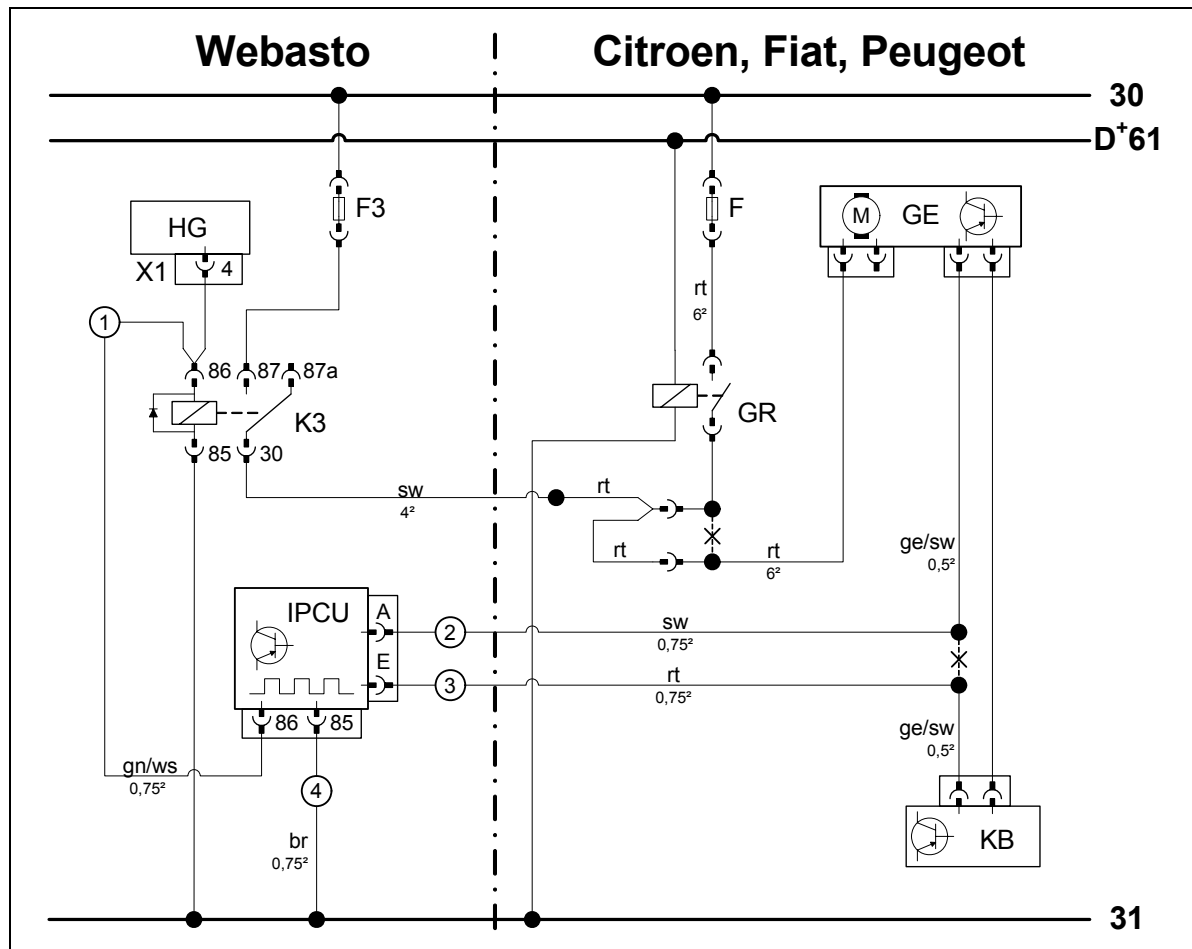 Webasto
Citroen, Fiat, Peugeot
30
D+61
F3
F
HG
X1
4
M
GE
rt
6²
1
86
87
87a
K3
GR
85
30
sw
4²
rt
rt
rt
6²
ge/sw
0,5²
IPCU
A
2
sw
0,75²
E
3
rt
0,75²
86
85
ge/sw
0,5²
gn/ws
0,75²
4
KB
br
0,75²
31